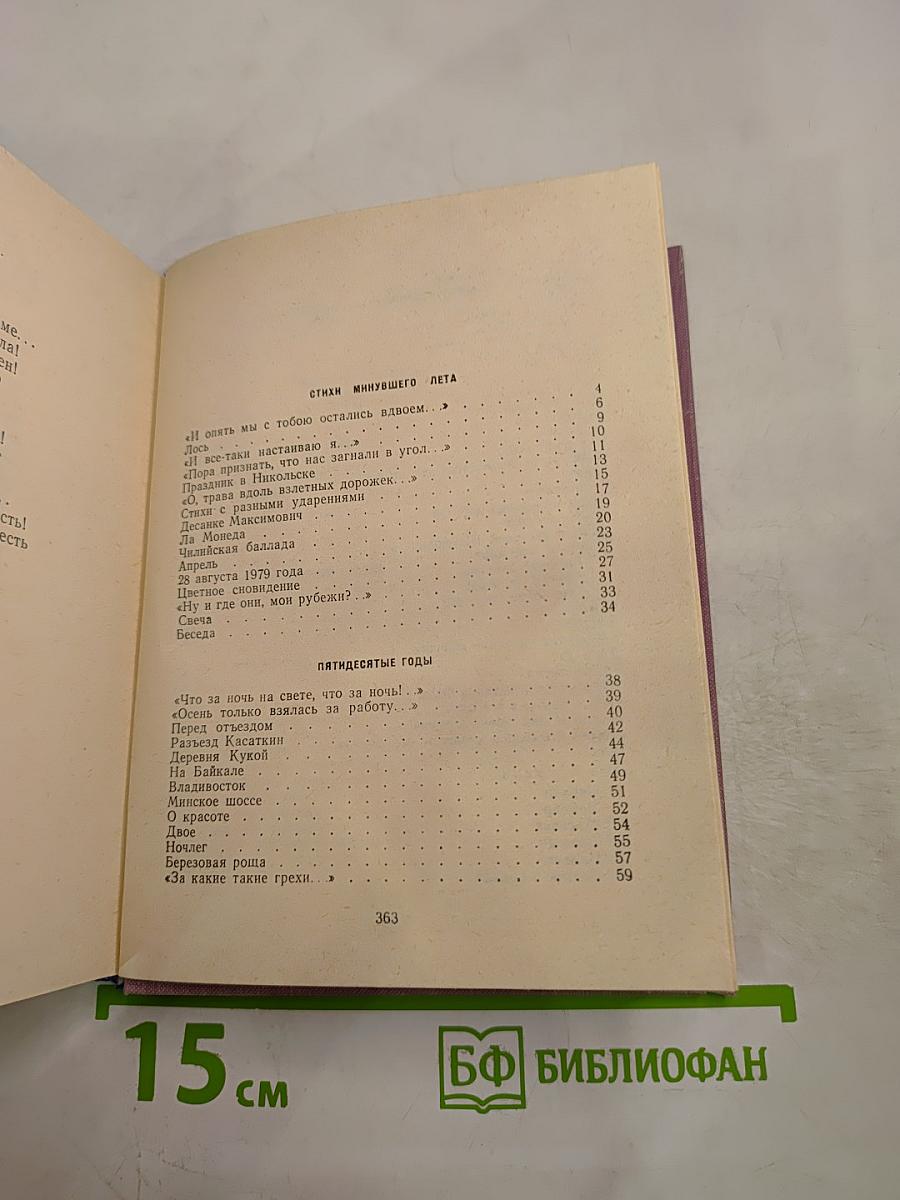 ме. . .
ла!
ен!
!
сть!
есть
СТИХИ МИНУВШЕГО ЛЕТА
«И опять мы с тобою остались вдвоем. . .» 4
Лось 6
«И все-таки настаиваю я. . .» 9
«Пора признать, что нас загнали в угол. . .» 10
Праздник в Никольске 11
«О, трава вдоль взлетных дорожек. . .» 13
Стихи с разными ударениями 15
Десанке Максимович 17
Ла Монеда 19
Чилийская баллада 20
Апрель 23
28 августа 1979 года 25
Цветное сновидение 27
«Ну и где они, мои рубежи? . .» 31
Свеча 33
Беседа 34
ПЯТИДЕСЯТЫЕ ГОДЫ
«Что за ночь на свете, что за ночь! . .» 38
«Осень только взялась за работу. . .» 39
Перед отъездом 40
Разъезд Касаткин 42
Деревня Кукой 44
На Байкале 47
Владивосток 49
Минское шоссе 51
О красоте 52
Двое 54
Ночлег 55
Березовая роща 57
«За какие такие грехи. . .» 59
363
15 см
БФ БИБЛИОФАН